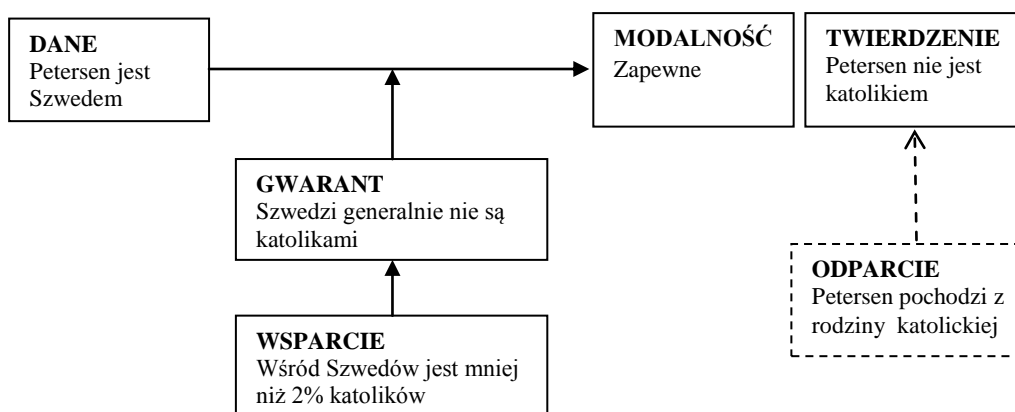 DANE
Petersen jest
Szwedem
MODALNOŚĆ
Zapewne
TWIERDZENIE
Petersen nie jest
katolikiem
GWARANT
Szwedzi generalnie nie są
katolikami
ODPARCIE
Petersen pochodzi z
rodziny katolickiej
WSPARCIE
Wśród Szwedów jest mniej
niż 2% katolików